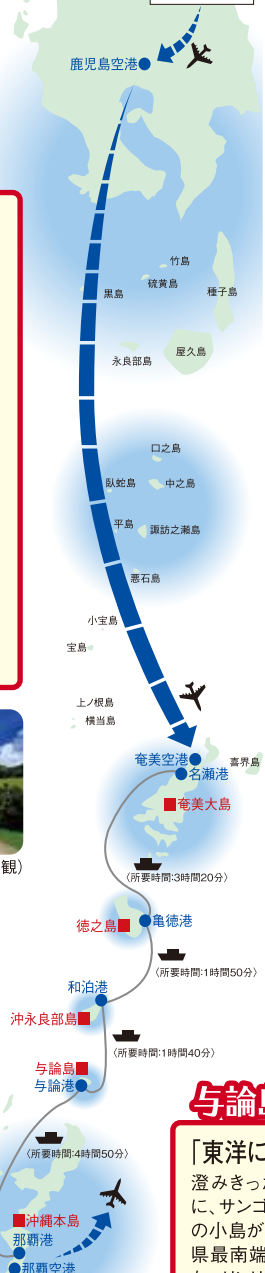 鹿児島空港
竹島
硫黄島
黒島
種子島
屋久島
永良部島
口之島
臥蛇島
中之島
平島
諏訪之瀬島
悪石島
小宝島
宝島
上ノ根島
横当島
奄美空港
喜界島
名瀬港
奄美大島
観）
〈所要時間:3時間20分〉
徳之島
亀徳港
〈所要時間:1時間50分〉
和泊港
沖永良部島
〈所要時間:1時間40分〉
与論島
与論港
〈所要時間:4時間50分〉
沖縄本島
那覇港
那覇空港
与論島
「東洋に
澄みきっ
に、サンゴ
の小島が
県最南端